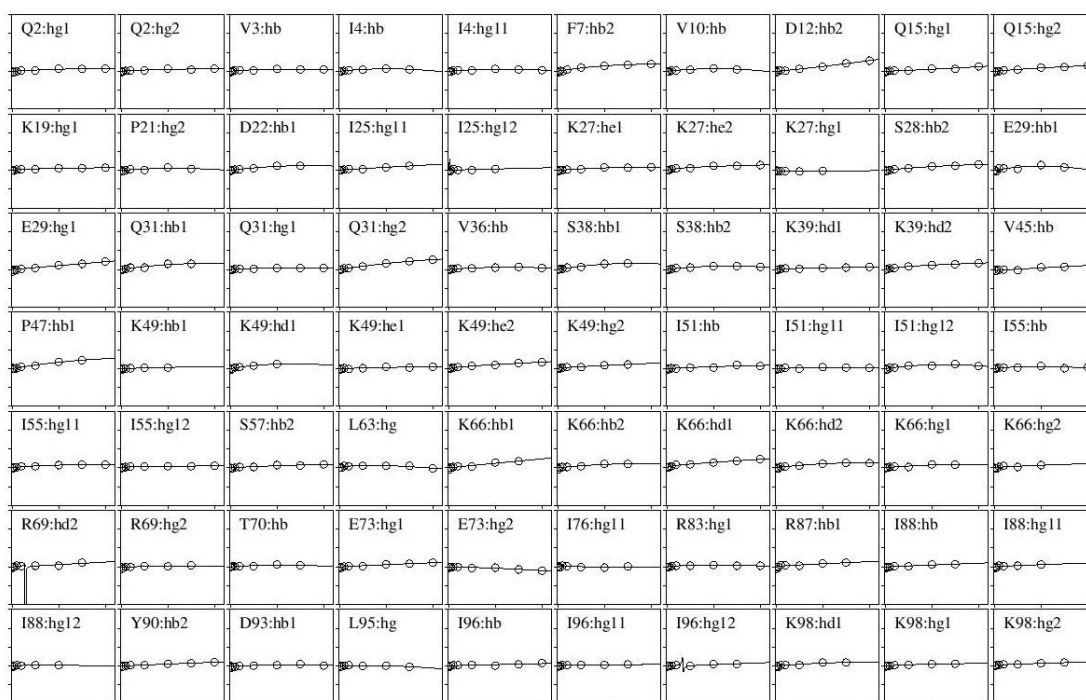 Q2:hg1 Q2:hg2 V3:hb I4:hb I4:hg11 F7:hb2 V10:hb D12:hb2 Q15:hg1 Q15:hg2
K19:hg1 P21:hg2 D22:hb1 I25:hg11 I25:hg12 K27:he1 K27:he2 K27:hg1 S28:hb2 E29:hb1
E29:hg1 Q31:hb1 Q31:hg1 Q31:hg2 V36:hb S38:hb1 S38:hb2 K39:hd1 K39:hd2 V45:hb
P47:hb1 K49:hb1 K49:hd1 K49:he1 K49:he2 K49:hg2 I51:hb I51:hg11 I51:hg12 I55:hb
I55:hg11 I55:hg12 S57:hb2 L63:hg K66:hb1 K66:hb2 K66:hd1 K66:hd2 K66:hg1 K66:hg2
R69:hd2 R69:hg2 T70:hb E73:hg1 E73:hg2 I76:hg11 R83:hg1 R87:hb1 I88:hb I88:hg11
I88:hg12 Y90:hb2 D93:hb1 L95:hg I96:hb I96:hg11 I96:hg12 K98:hd1 K98:hg1 K98:hg2